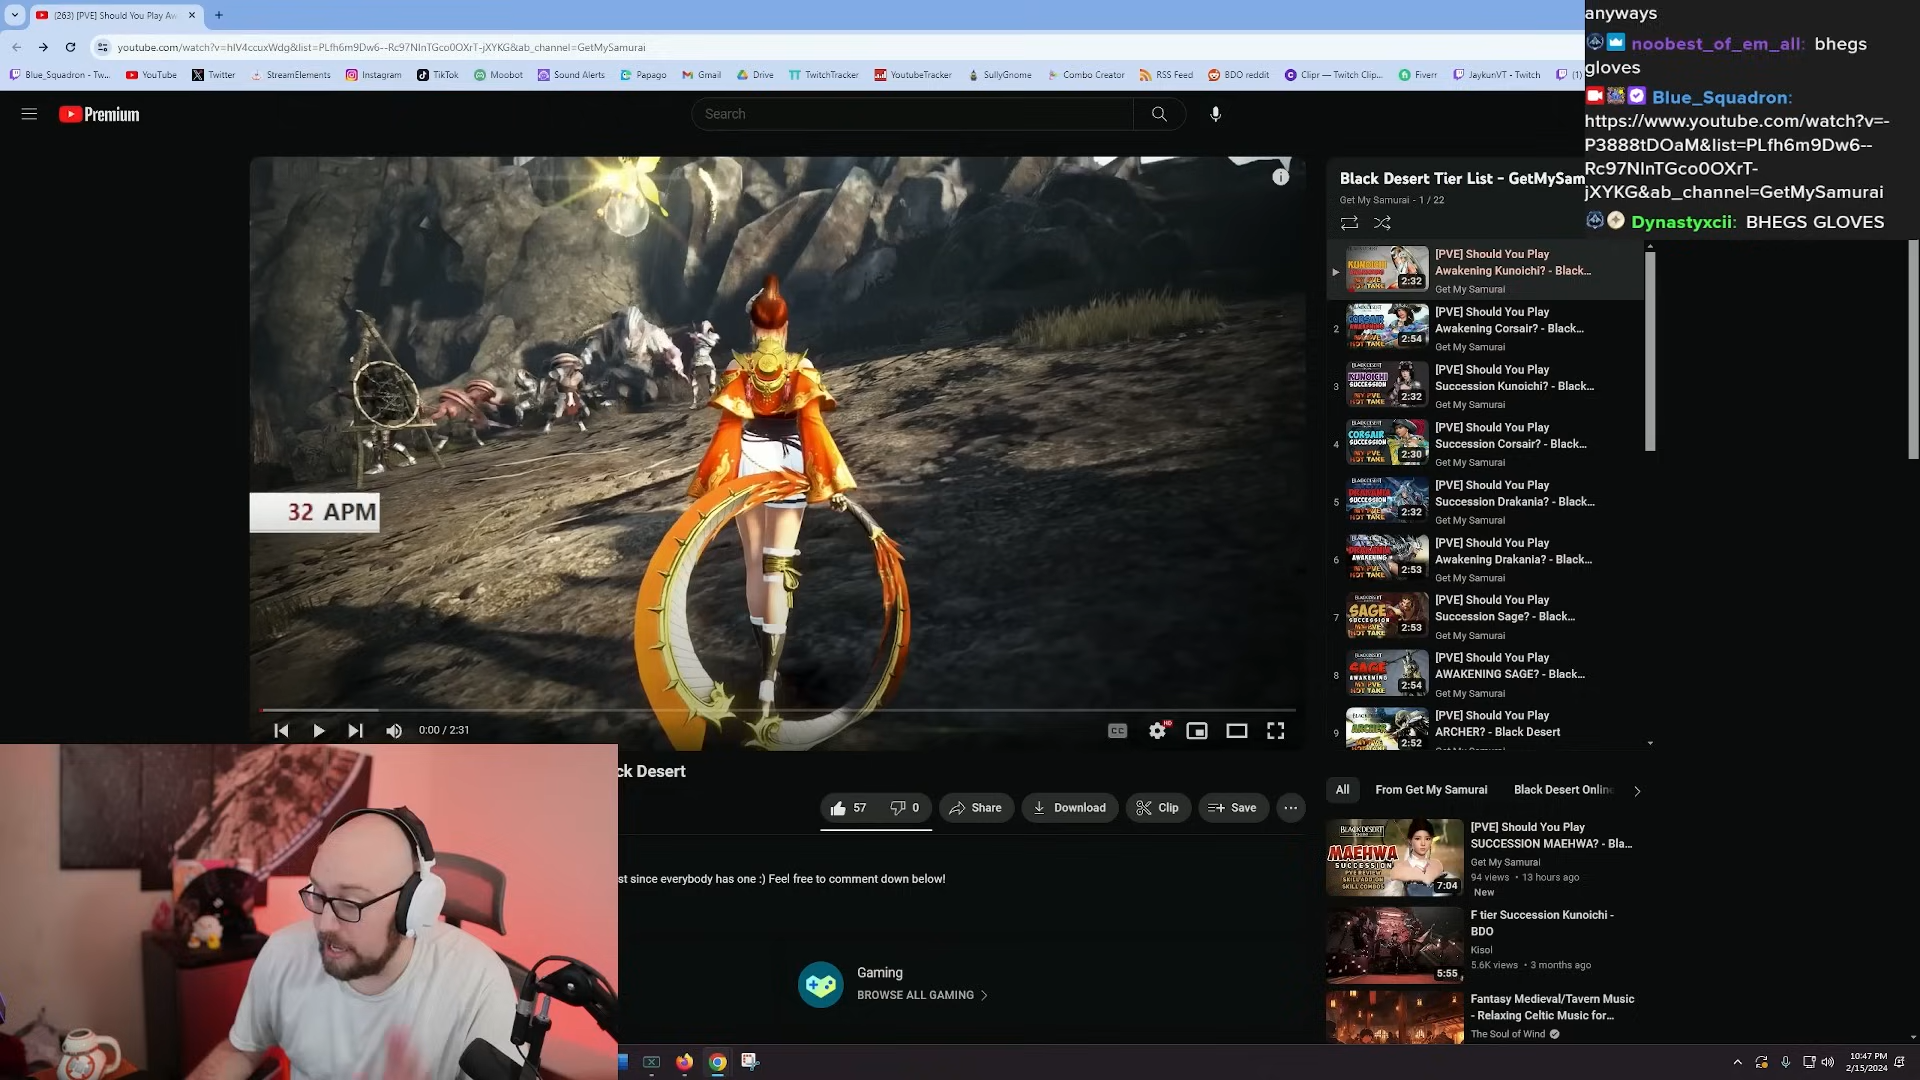 (263) [PVE] Should You Play Aw
youtube.com/watch?v=hIV4ccuxWdg&list=PLfh6m9Dw6--Rc97NlnTGco0OXrT-jXYKG&ab_channel=GetMySamurai
Blue_Squadron - Tw...
YouTube
Twitter
StreamElements
Instagram
TikTok
Moobot
Sound Alerts
Papago
Gmail
Drive
TwitchTracker
YoutubeTracker
SullyGnome
Combo Creator
RSS Feed
BDO reddit
Clipr — Twitch Clip...
Fiverr
JaykunVT - Twitch
(1)
anyways
noobest_of_em_all: bhegs
gloves
Blue_Squadron:
https://www.youtube.com/watch?v=-
P3888tDOaM&list=PLfh6m9Dw6--
Rc97NlnTGco0OXrT-
jXYKG&ab_channel=GetMySamurai
Dynastyxcii: BHEGS GLOVES
Premium
Search
32 APM
0:00 / 2:31
CC
HD
Black Desert Tier List - GetMySam
Get My Samurai - 1 / 22
[PVE] Should You Play
Awakening Kunoichi? - Black...
Get My Samurai
2:32
2
[PVE] Should You Play
Awakening Corsair? - Black...
Get My Samurai
2:54
3
[PVE] Should You Play
Succession Kunoichi? - Black...
Get My Samurai
2:32
4
[PVE] Should You Play
Succession Corsair? - Black...
Get My Samurai
2:30
5
[PVE] Should You Play
Succession Drakania? - Black...
Get My Samurai
2:32
6
[PVE] Should You Play
Awakening Drakania? - Black...
Get My Samurai
2:53
7
[PVE] Should You Play
Succession Sage? - Black...
Get My Samurai
2:53
8
[PVE] Should You Play
AWAKENING SAGE? - Black...
Get My Samurai
2:54
9
[PVE] Should You Play
ARCHER? - Black Desert
2:52
ck Desert
57
0
Share
Download
Clip
Save
st since everybody has one :) Feel free to comment down below!
Gaming
BROWSE ALL GAMING
All
From Get My Samurai
Black Desert Online
MAEHWA
SUCCESSION
7:04
[PVE] Should You Play
SUCCESSION MAEHWA? - Bla...
Get My Samurai
94 views • 13 hours ago
New
F tier Succession Kunoichi -
BDO
Kisol
5.6K views • 3 months ago
5:55
Fantasy Medieval/Tavern Music
- Relaxing Celtic Music for...
The Soul of Wind
10:47 PM
2/15/2024